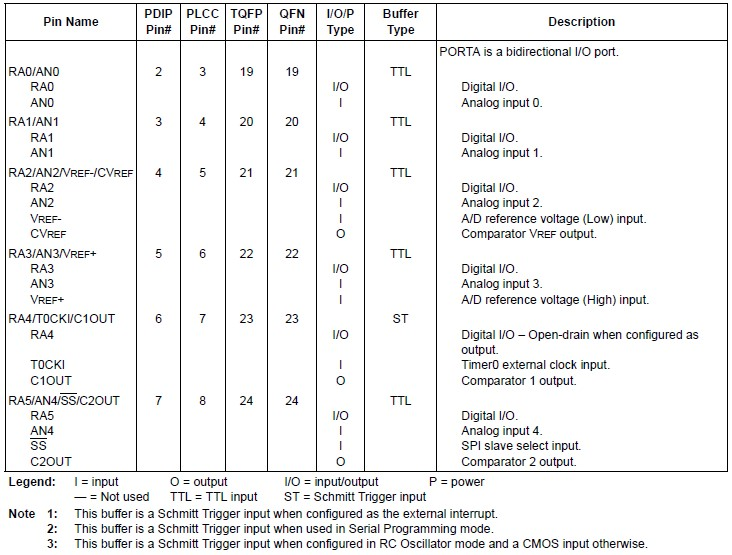 Pin Name PDIP Pin# PLCC Pin# TQFP Pin# QFN Pin# I/O/P Type Buffer Type Description
PORTA is a bidirectional I/O port.
RA0/AN0 2 3 19 19 TTL
RA0 I/O Digital I/O.
AN0 I Analog input 0.
RA1/AN1 3 4 20 20 TTL
RA1 I/O Digital I/O.
AN1 I Analog input 1.
RA2/AN2/VREF-/CVREF 4 5 21 21 TTL
RA2 I/O Digital I/O.
AN2 I Analog input 2.
VREF- I A/D reference voltage (Low) input.
CVREF O Comparator VREF output.
RA3/AN3/VREF+ 5 6 22 22 TTL
RA3 I/O Digital I/O.
AN3 I Analog input 3.
VREF+ I A/D reference voltage (High) input.
RA4/T0CKI/C1OUT 6 7 23 23 ST
RA4 I/O Digital I/O – Open-drain when configured as
output.
T0CKI I Timer0 external clock input.
C1OUT O Comparator 1 output.
RA5/AN4/SS/C2OUT 7 8 24 24 TTL
RA5 I/O Digital I/O.
AN4 I Analog input 4.
SS I SPI slave select input.
C2OUT O Comparator 2 output.
Legend: I = input O = output I/O = input/output P = power
— = Not used TTL = TTL input ST = Schmitt Trigger input
Note 1: This buffer is a Schmitt Trigger input when configured as the external interrupt.
2: This buffer is a Schmitt Trigger input when used in Serial Programming mode.
3: This buffer is a Schmitt Trigger input when configured in RC Oscillator mode and a CMOS input otherwise.